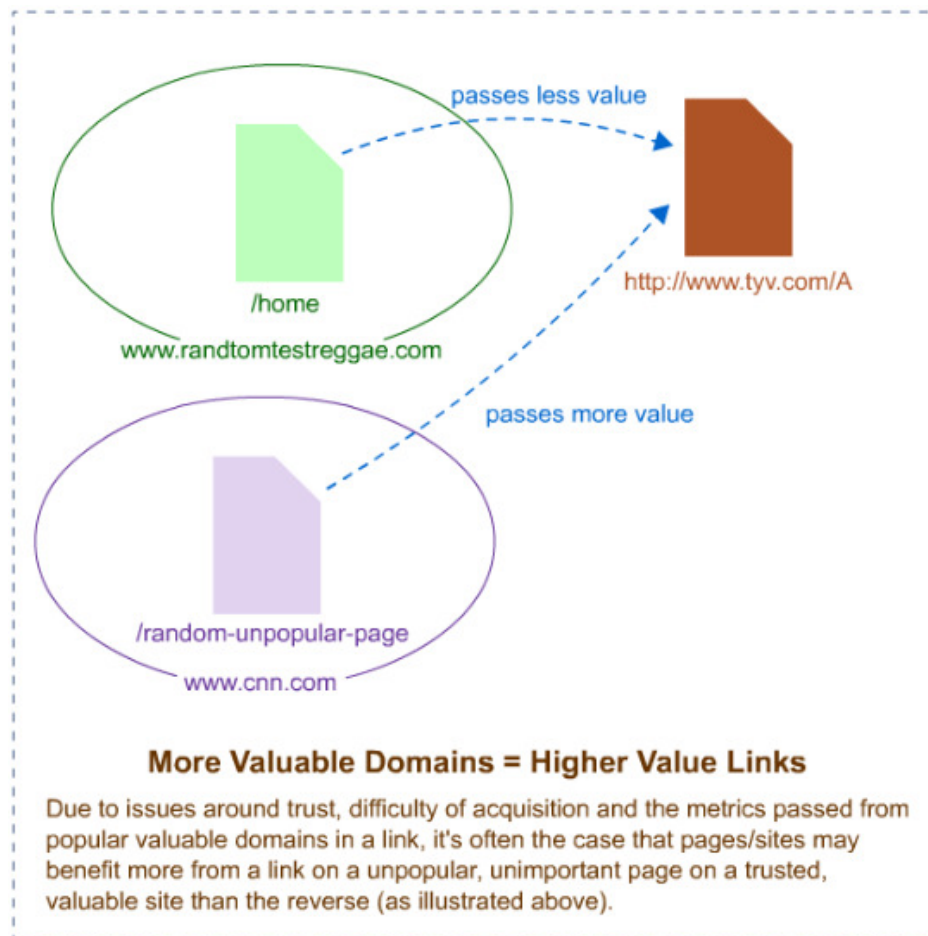 passes less value
/home
http://www.tyv.com/A
www.randtomtestreggae.com
passes more value
/random-unpopular-page
www.cnn.com
More Valuable Domains = Higher Value Links
Due to issues around trust, difficulty of acquisition and the metrics passed from
popular valuable domains in a link, it's often the case that pages/sites may
benefit more from a link on a unpopular, unimportant page on a trusted,
valuable site than the reverse (as illustrated above).